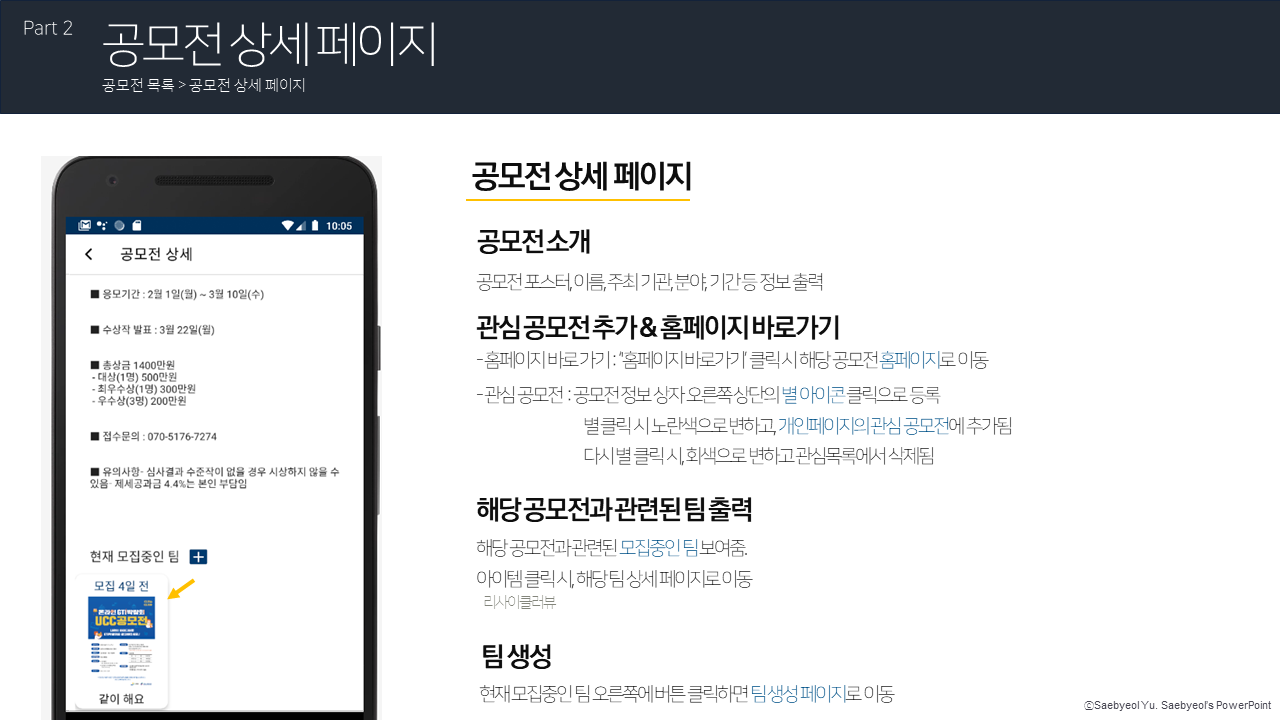 Part 2
공모전 상세 페이지
공모전 목록 > 공모전 상세 페이지
10:05
공모전 상세
■ 응모기간 : 2월 1일(월) ~ 3월 10일(수)
■ 수상작 발표 : 3월 22일(월)
■ 총상금 1400만원
- 대상(1명) 500만원
- 최우수상(1명) 300만원
- 우수상(3명) 200만원
■ 접수문의 : 070-5176-7274
■ 유의사항- 심사결과 수준작이 없을 경우 시상하지 않을 수
있음- 제세공과금 4.4%는 본인 부담임
현재 모집중인 팀
모집 4일 전
UCC공모전
같이 해요
공모전 상세 페이지
공모전 소개
공모전 포스터, 이름, 주최 기관, 분야, 기간 등 정보 출력
관심 공모전 추가 & 홈페이지 바로가기
- 홈페이지 바로 가기 : “홈페이지 바로가기’ 클릭 시 해당 공모전 홈페이지로 이동
- 관심 공모전 : 공모전 정보 상자 오른쪽 상단의 별 아이콘 클릭으로 등록
별 클릭 시 노란색으로 변하고, 개인페이지의 관심 공모전에 추가됨
다시 별 클릭 시, 회색으로 변하고 관심목록에서 삭제됨
해당 공모전과 관련된 팀 출력
해당 공모전과 관련된 모집중인 팀 보여줌.
아이템 클릭 시, 해당 팀 상세 페이지로 이동
리사이클러뷰
팀 생성
현재 모집중인 팀 오른쪽에 버튼 클릭하면 팀 생성 페이지로 이동
ⓒSaebyeol Yu. Saebyeol's PowerPoint